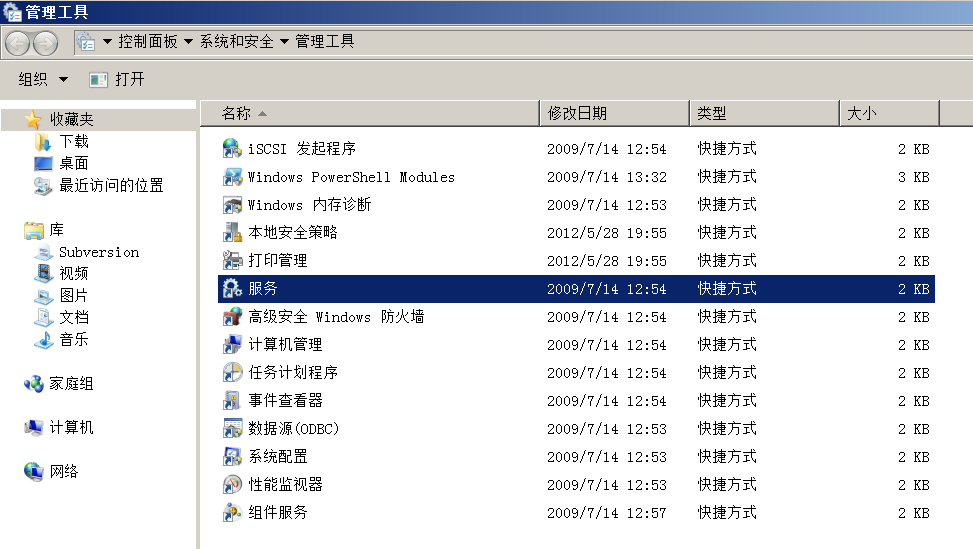 管理工具
控制面板 系统和安全 管理工具
组织 打开
收藏夹
下载
桌面
最近访问的位置
库
Subversion
视频
图片
文档
音乐
家庭组
计算机
网络
名称 修改日期 类型 大小
iSCSI 发起程序 2009/7/14 12:54 快捷方式 2 KB
Windows PowerShell Modules 2009/7/14 13:32 快捷方式 3 KB
Windows 内存诊断 2009/7/14 12:53 快捷方式 2 KB
本地安全策略 2012/5/28 19:55 快捷方式 2 KB
打印管理 2012/5/28 19:55 快捷方式 2 KB
服务 2009/7/14 12:54 快捷方式 2 KB
高级安全 Windows 防火墙 2009/7/14 12:54 快捷方式 2 KB
计算机管理 2009/7/14 12:54 快捷方式 2 KB
任务计划程序 2009/7/14 12:54 快捷方式 2 KB
事件查看器 2009/7/14 12:54 快捷方式 2 KB
数据源(ODBC) 2009/7/14 12:53 快捷方式 2 KB
系统配置 2009/7/14 12:53 快捷方式 2 KB
性能监视器 2009/7/14 12:53 快捷方式 2 KB
组件服务 2009/7/14 12:57 快捷方式 2 KB